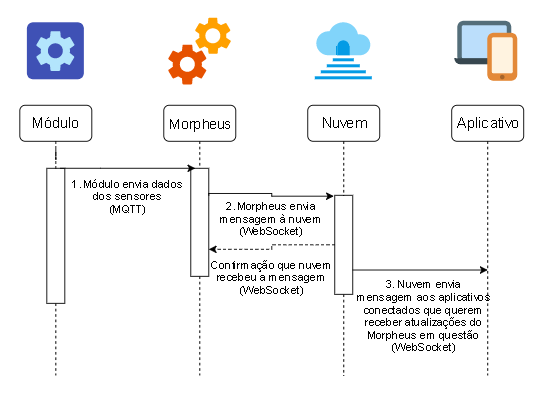 Módulo
Morpheus
Nuvem
Aplicativo
1. Módulo envia dados
dos sensores
(MQTT)
2. Morpheus envia
mensagem à nuvem
(WebSocket)
Confirmação que nuvem
recebeu a mensagem
(WebSocket)
3. Nuvem envia
mensagem aos aplicativos
conectados que querem
receber atualizações do
Morpheus em questão
(WebSocket)